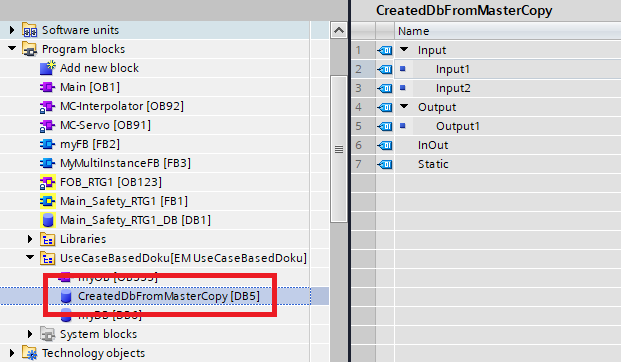 Software units
Program blocks
Add new block
Main [OB1]
MC-Interpolator [OB92]
MC-Servo [OB91]
myFB [FB2]
MyMultiInstanceFB [FB3]
FOB_RTG1 [OB123]
Main_Safety_RTG1 [FB1]
Main_Safety_RTG1_DB [DB1]
Libraries
UseCaseBasedDoku[EM UseCaseBasedDoku]
CreatedDbFromMasterCopy [DB5]
myDB [DB6]
System blocks
Technology objects
CreatedDbFromMasterCopy
Name
1 Input
2 Input1
3 Input2
4 Output
5 Output1
6 InOut
7 Static